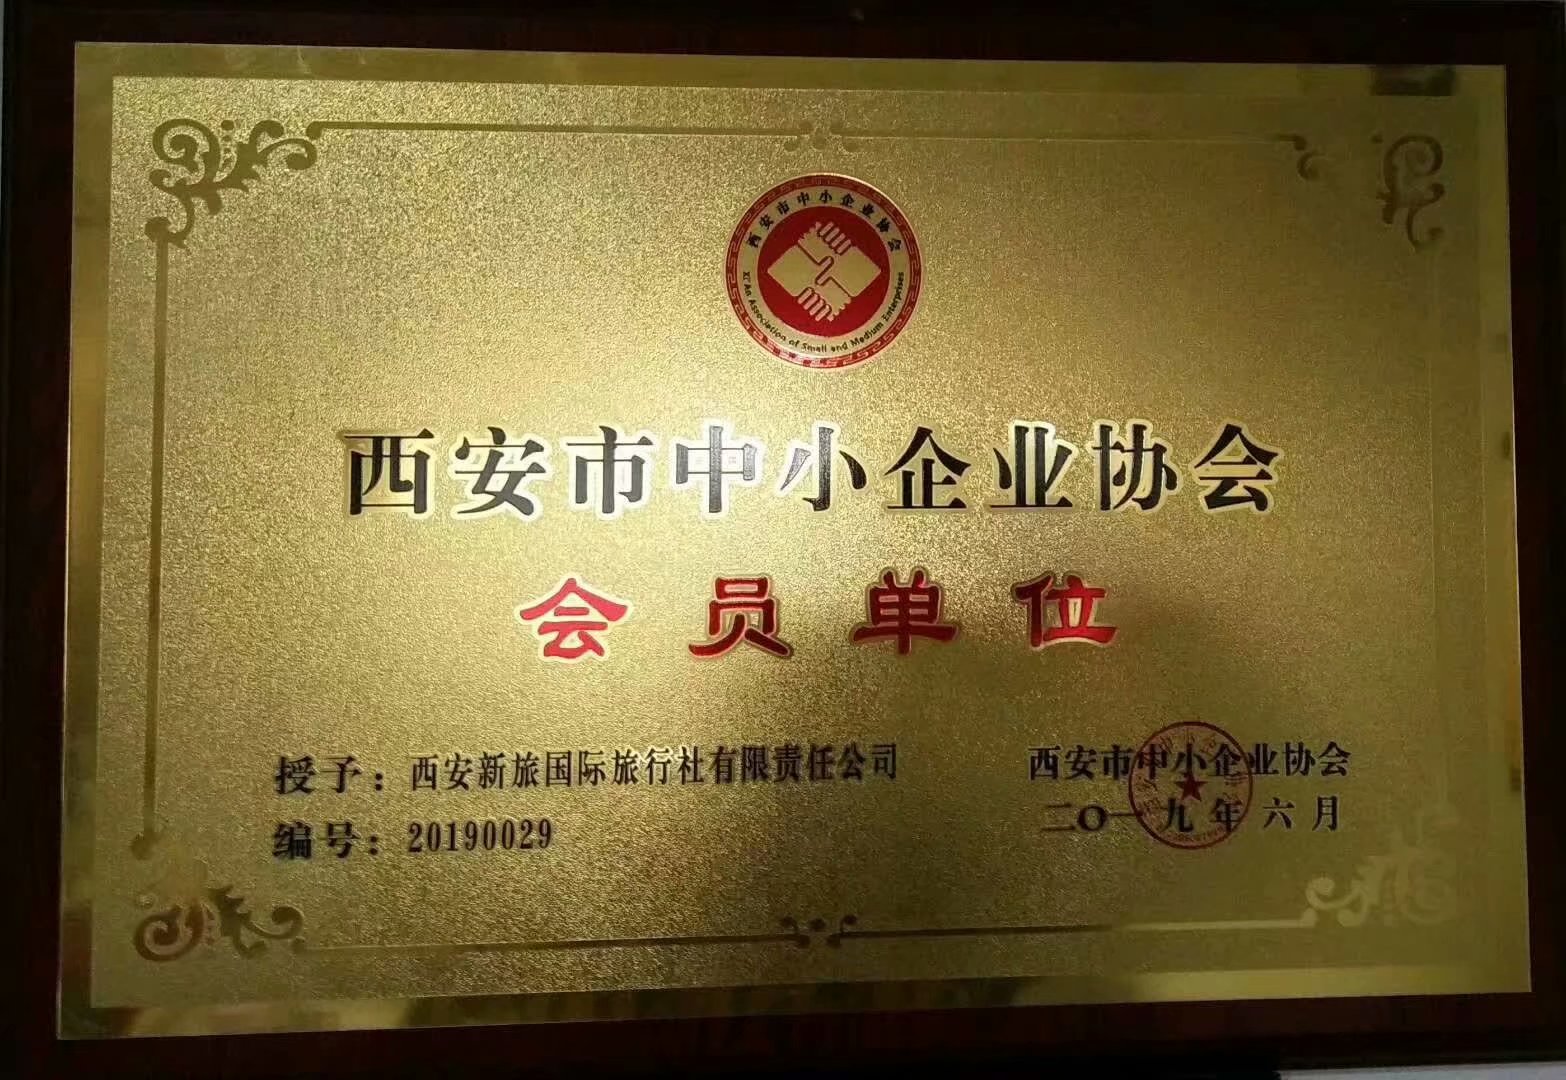 西安市中小企业协会
Xi'An Association of Small and Medium Enterprises
西安市中小企业协会
会员单位
授予：西安新旅国际旅行社有限责任公司
编号：20190029
西安市中小企业协会
二〇一九年六月